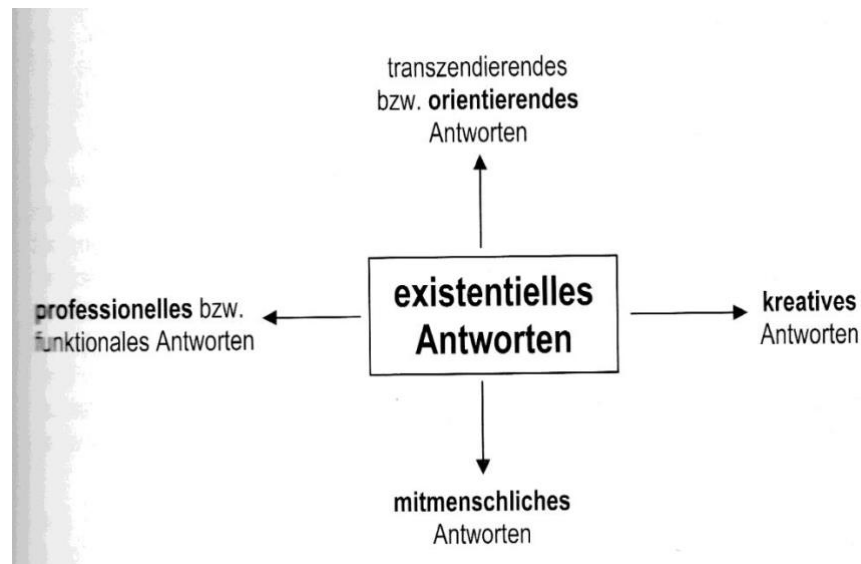 transzendierendes
bzw. orientierendes
Antworten
existentielles
Antworten
professionelles bzw.
funktionales Antworten
kreatives
Antworten
mitmenschliches
Antworten